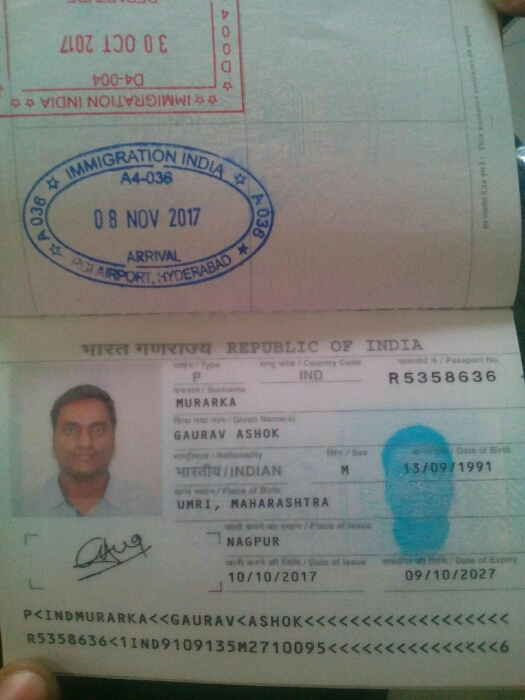 DEPARTURE
30 OCT 2017
D4-004
IMMIGRATION INDIA
IMMIGRATION INDIA
A4-036
A 036
08 NOV 2017
A 036
ARRIVAL
RGI AIRPORT, HYDERABAD
भारत गणराज्य REPUBLIC OF INDIA
टाईप / Type राष्ट्र कोड / Country Code पासपोर्ट नं. / Passport No.
P IND R5358636
उपनाम / Surname
MURARKA
दिया गया नाम / Given Name(s)
GAURAV ASHOK
राष्ट्रीयता / Nationality लिंग / Sex जन्मतिथि / Date of Birth
भारतीय/INDIAN M 13/09/1991
जन्म स्थान / Place of Birth
UMRI, MAHARASHTRA
जारी करने का स्थान / Place of Issue
NAGPUR
जारी करने की तिथि / Date of Issue समाप्ति की तिथि / Date of Expiry
10/10/2017 09/10/2027
P<INDMURARKA<<GAURAV<ASHOK<<<<<<<<<<<<<<<<<<
R5358636<1IND9109135M2710095<<<<<<<<<<<<<<<6